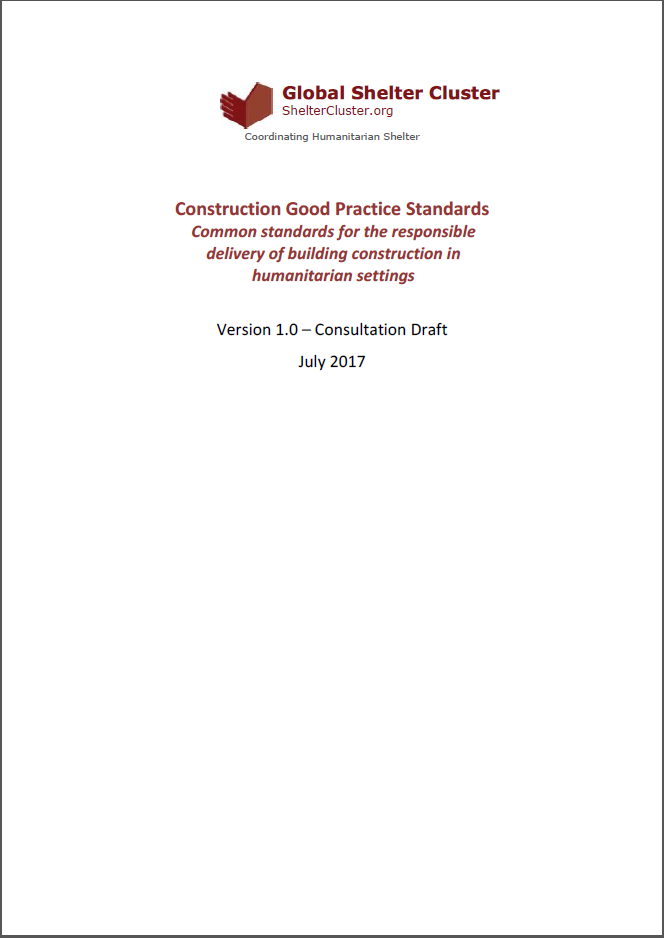 Global Shelter Cluster
ShelterCluster.org
Coordinating Humanitarian Shelter
Construction Good Practice Standards
Common standards for the responsible
delivery of building construction in
humanitarian settings
Version 1.0 – Consultation Draft
July 2017